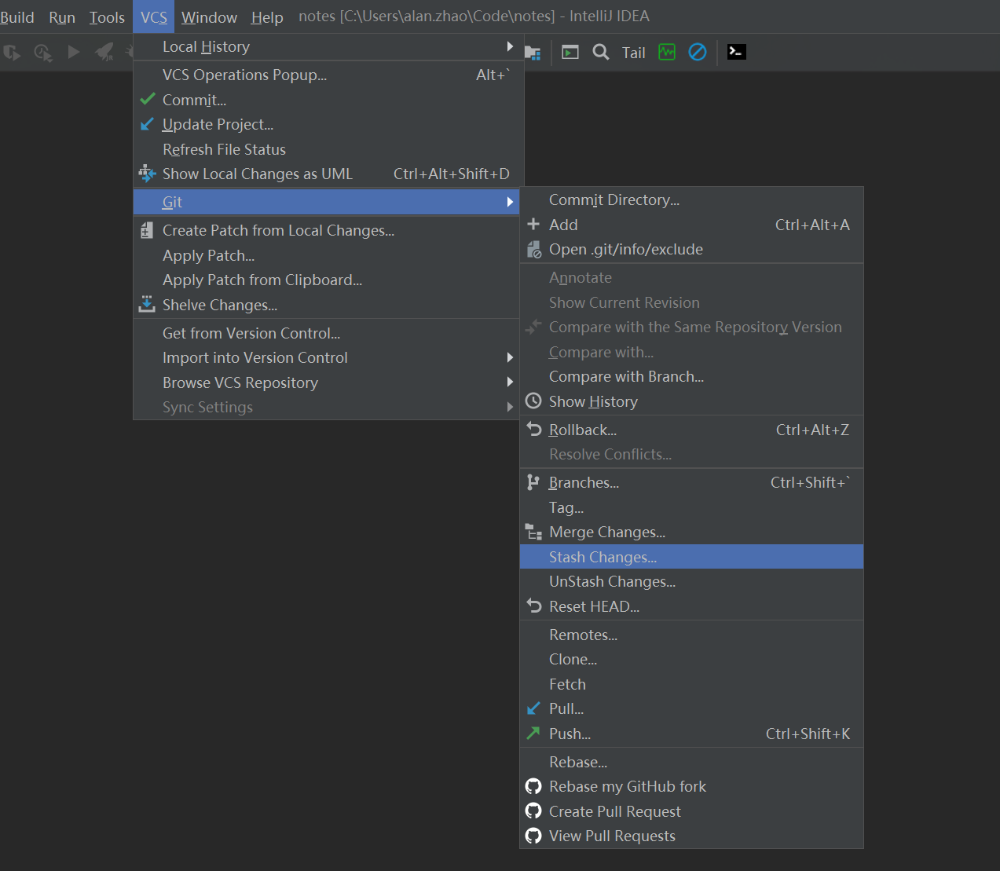 Build Run Tools VCS Window Help notes [C:\Users\alan.zhao\Code\notes] - IntelliJ IDEA
Tail
Local History
VCS Operations Popup... Alt+`
Commit...
Update Project...
Refresh File Status
Show Local Changes as UML Ctrl+Alt+Shift+D
Git
Create Patch from Local Changes...
Apply Patch...
Apply Patch from Clipboard...
Shelve Changes...
Get from Version Control...
Import into Version Control
Browse VCS Repository
Sync Settings
Commit Directory...
Add Ctrl+Alt+A
Open .git/info/exclude
Annotate
Show Current Revision
Compare with the Same Repository Version
Compare with...
Compare with Branch...
Show History
Rollback... Ctrl+Alt+Z
Resolve Conflicts...
Branches... Ctrl+Shift+`
Tag...
Merge Changes...
Stash Changes...
UnStash Changes...
Reset HEAD...
Remotes...
Clone...
Fetch
Pull...
Push... Ctrl+Shift+K
Rebase...
Rebase my GitHub fork
Create Pull Request
View Pull Requests